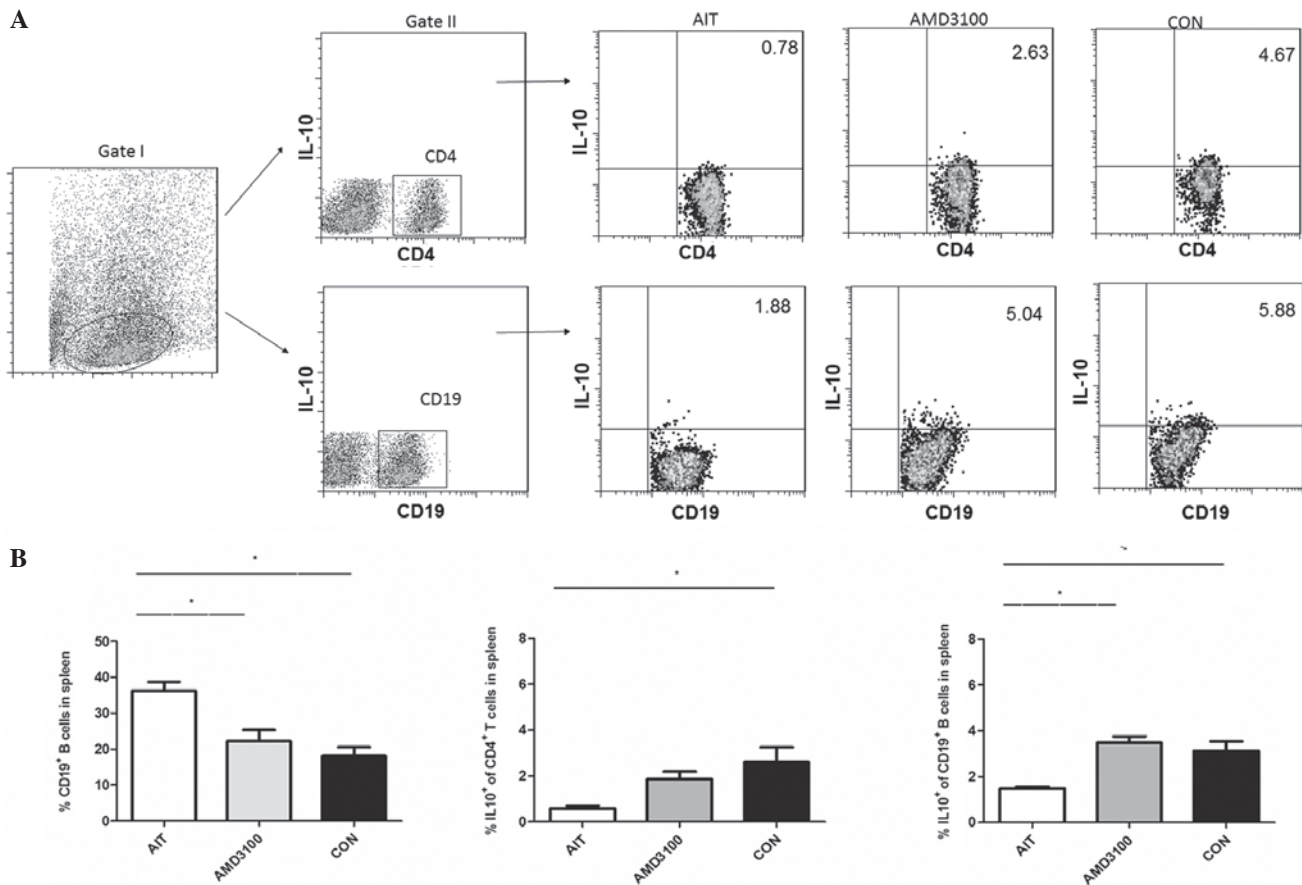 A
Gate I
Gate II
AIT
AMD3100
CON
IL-10
CD4
CD4
IL-10
0.78
CD4
IL-10
2.63
CD4
IL-10
4.67
CD4
IL-10
CD19
CD19
IL-10
1.88
CD19
IL-10
5.04
CD19
IL-10
5.88
CD19
B
*
*
% CD19+ B cells in spleen
50
40
30
20
10
0
AIT
AMD3100
CON
*
% IL10+ of CD4+ T cells in spleen
8
6
4
2
0
AIT
AMD3100
CON
*
% IL10+ of CD19+ B cells in spleen
8
6
4
2
0
AIT
AMD3100
CON